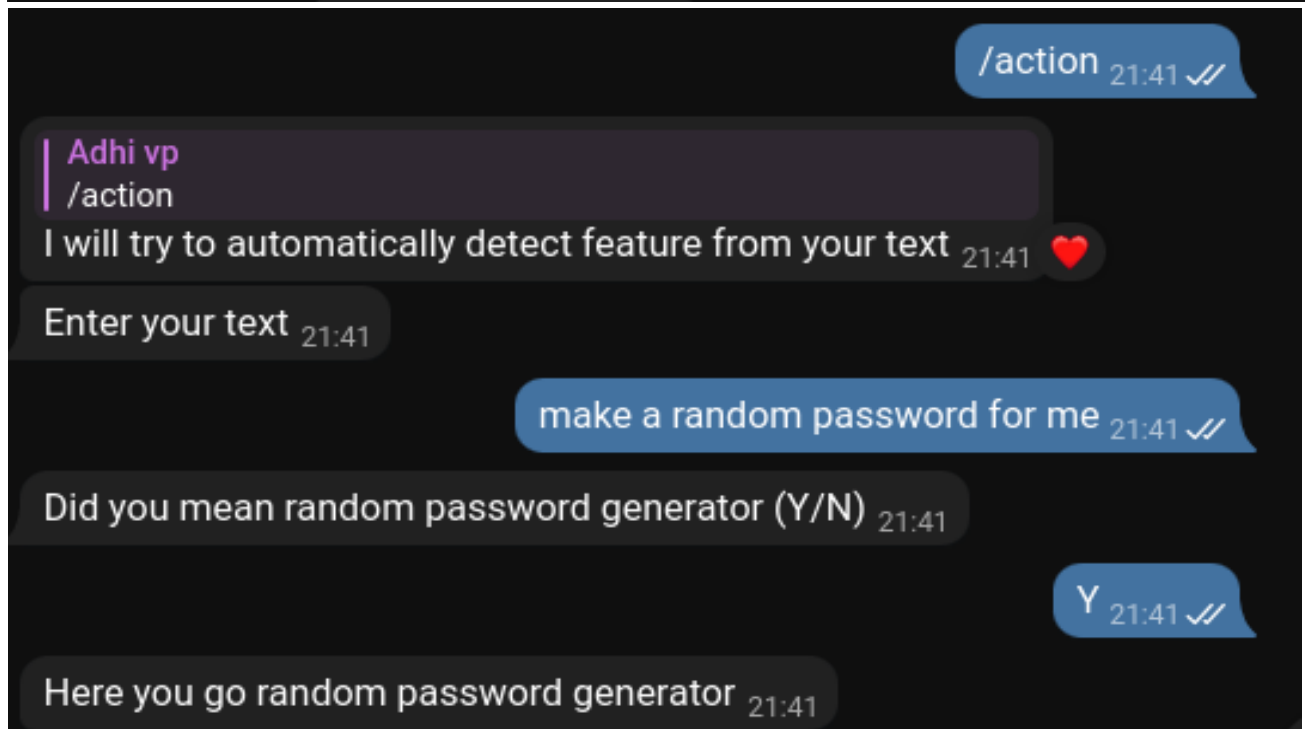 /action 21:41
Adhi vp
/action
I will try to automatically detect feature from your text 21:41
Enter your text 21:41
make a random password for me 21:41
Did you mean random password generator (Y/N) 21:41
Y 21:41
Here you go random password generator 21:41